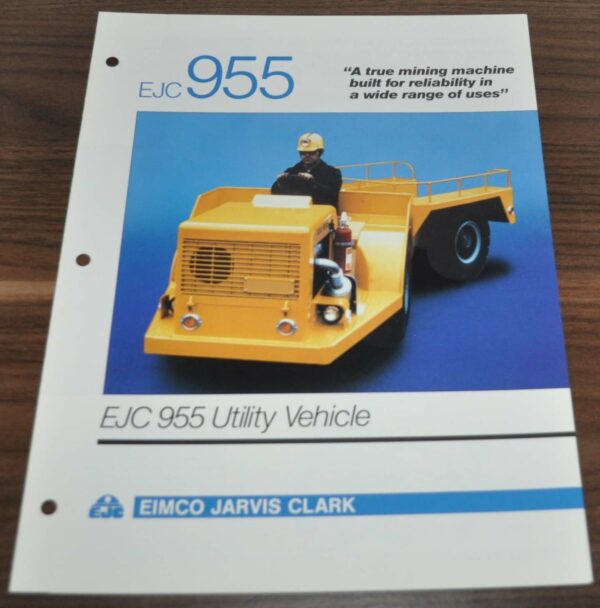 EJC 955
"A true mining machine
built for reliability in
a wide range of uses"
EJC 955 Utility Vehicle
EJC
EIMCO JARVIS CLARK